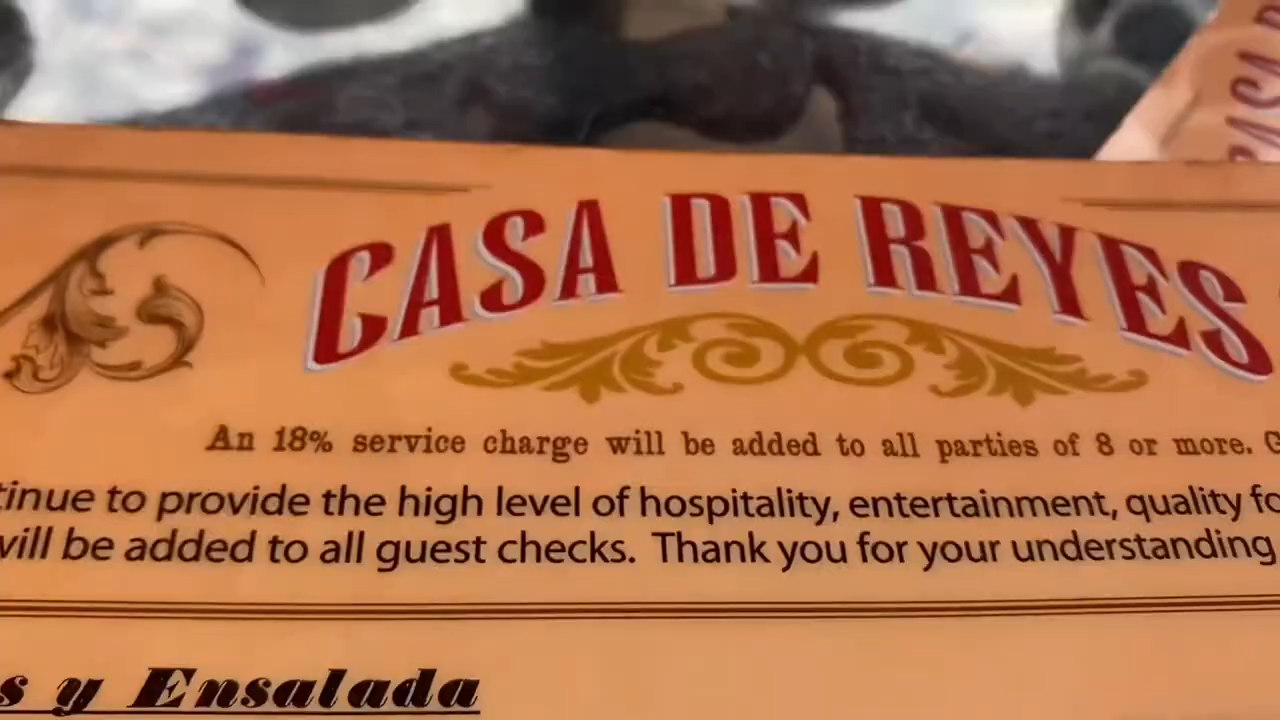 CASA
CASA DE REYES
An 18% service charge will be added to all parties of 8 or more.
to provide the high level of hospitality, entertainment, quality
will be added to all guest checks. Thank you for your understanding
y Ensalada